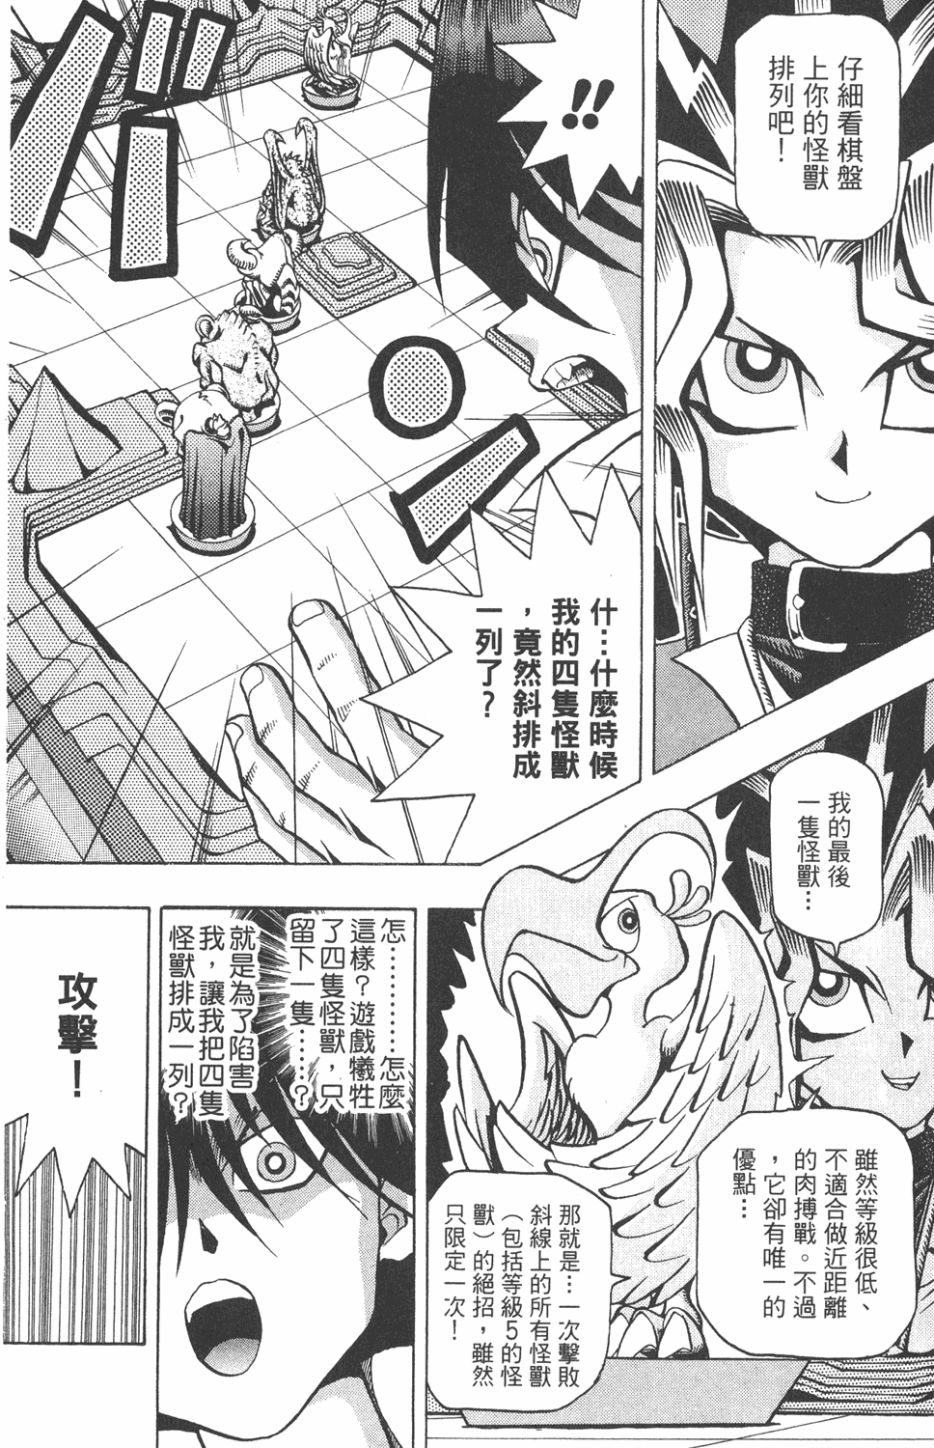 仔細看棋盤
上你的怪獸
排列吧！
!!
什…什麼時候
我的四隻怪獸
，竟然斜排成
一列了？
我的最後
一隻怪獸…
雖然等級很低、
不適合做近距離
的肉搏戰。不過
，它卻有唯一的
優點…
那就是…一次擊敗
斜線上的所有怪獸
（包括等級5的怪
獸）的絕招，雖然
只限定一次！
怎…………怎麼
這樣？遊戲犧牲
了四隻怪獸，只
留下一隻……？
就是為了陷害
我，讓我把四隻
怪獸排成一列？
攻擊！